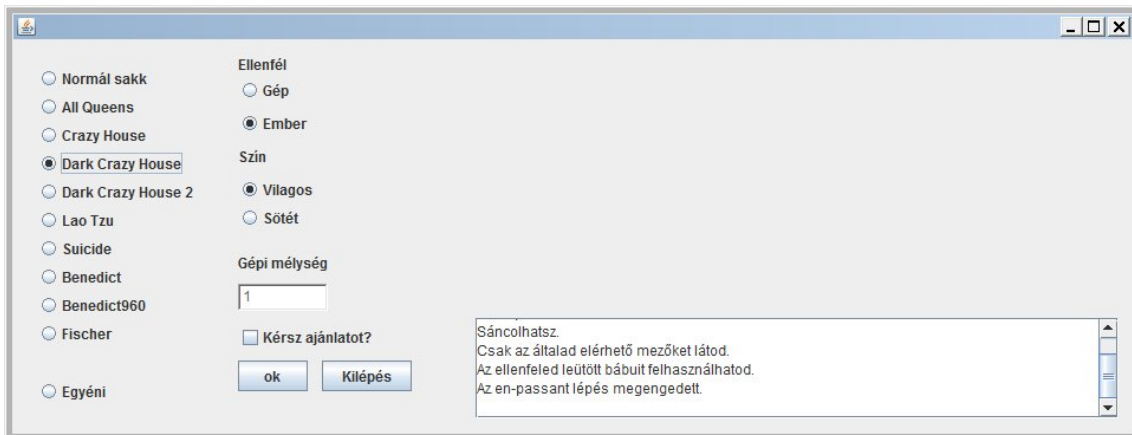 Normál sakk
All Queens
Crazy House
Dark Crazy House
Dark Crazy House 2
Lao Tzu
Suicide
Benedict
Benedict960
Fischer
Egyéni
Ellenfél
Gép
Ember
Szín
Vilagos
Sötét
Gépi mélység
1
Kérsz ajánlatot?
ok
Kilépés
Sáncolhatsz.
Csak az általad elérhető mezőket látod.
Az ellenfeled leütött bábuit felhasználhatod.
Az en-passant lépés megengedett.